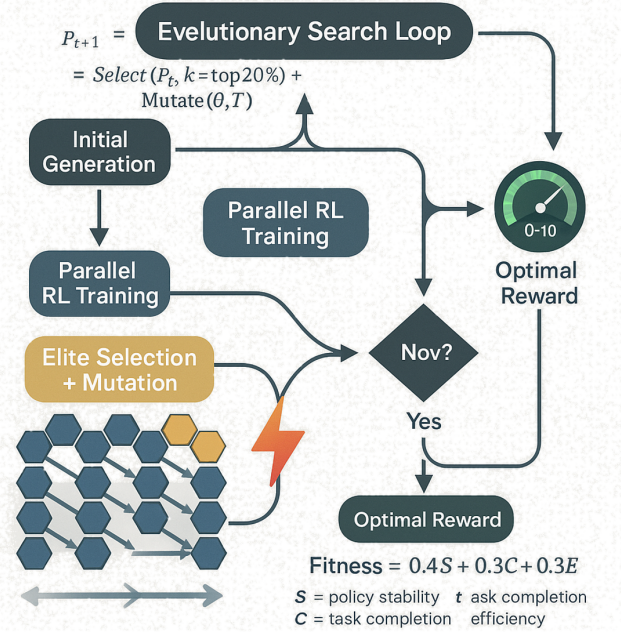 Evelutionary Search Loop
P_{t+1} =
= Select (P_t, k=top20%) +
Mutate(θ,T)
Initial
Generation
Parallel RL
Training
Parallel
RL Training
0-10
Optimal
Reward
Nov?
Elite Selection
+ Mutation
Yes
Optimal Reward
Fitness = 0.4S + 0.3C + 0.3E
S = policy stability t ask completion
C = task completion efficiency